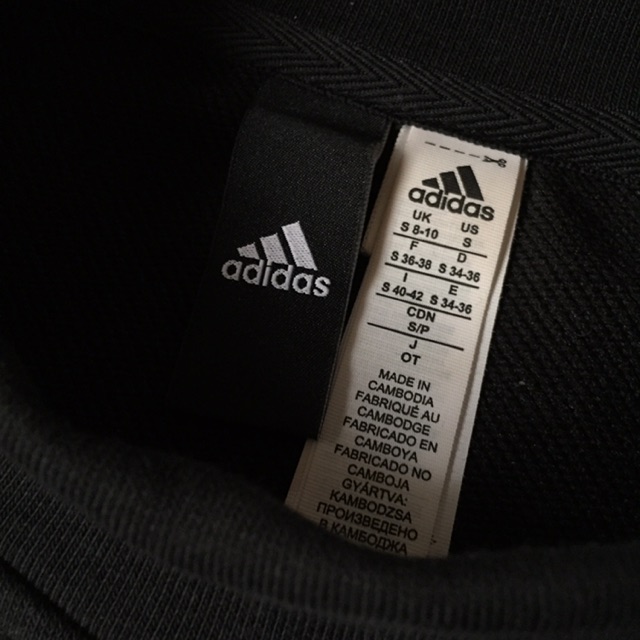 adidas
adidas
UK US
S 8-10 S
F D
S 36-38 S 34-36
I E
S 40-42 S 34-36
CDN
S/P
J
OT
MADE IN
CAMBODIA
FABRIQUÉ AU
CAMBODGE
FABRICADO EN
CAMBOYA
FABRICADO NO
CAMBOJA
GYÁRTVA:
KAMBODZSA
ПРОИЗВЕДЕНО
В КАМБОДЖА